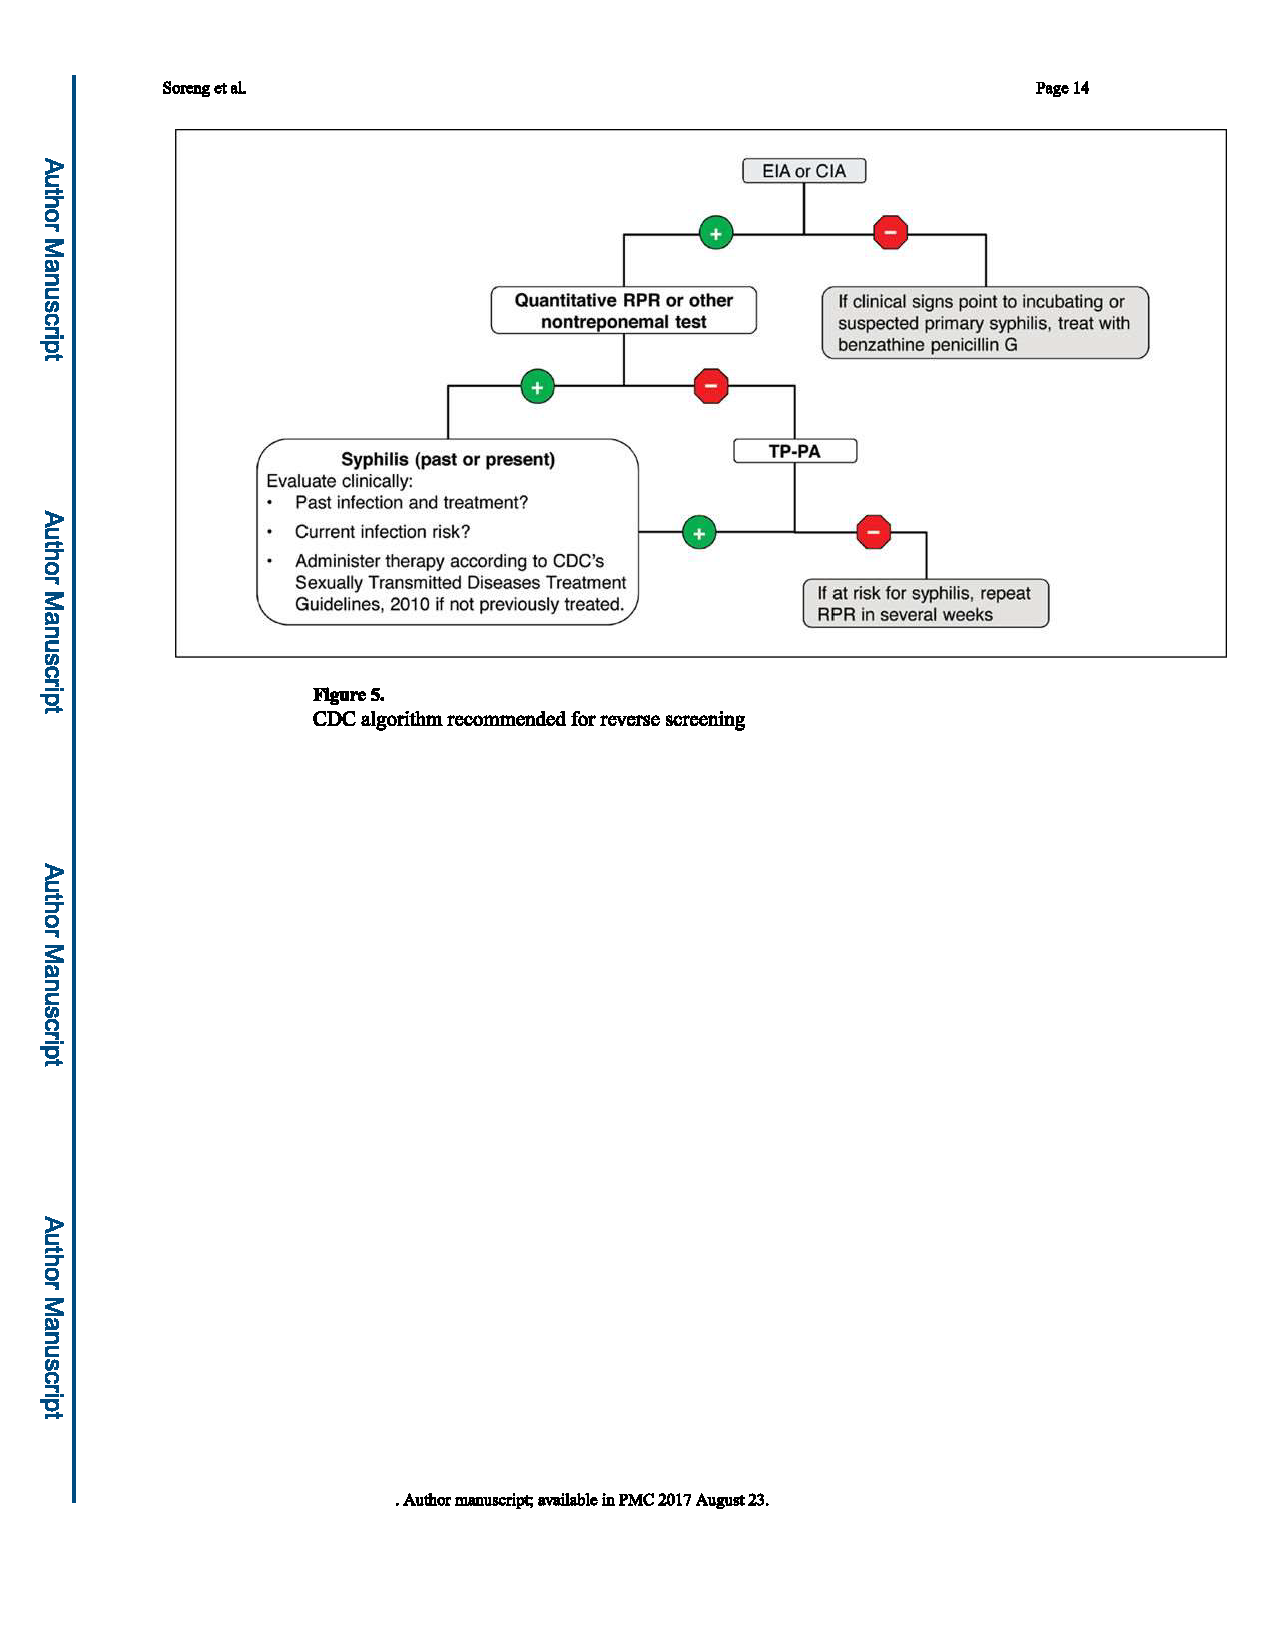 Soreng et al.
Page 14
EIA or CIA
+
−
Quantitative RPR or other
nontreponemal test
If clinical signs point to incubating or
suspected primary syphilis, treat with
benzathine penicillin G
+
−
Syphilis (past or present)
Evaluate clinically:
• Past infection and treatment?
• Current infection risk?
• Administer therapy according to CDC's
Sexually Transmitted Diseases Treatment
Guidelines, 2010 if not previously treated.
TP-PA
+
−
If at risk for syphilis, repeat
RPR in several weeks
Figure 5.
CDC algorithm recommended for reverse screening
. Author manuscript; available in PMC 2017 August 23.
Author Manuscript
Author Manuscript
Author Manuscript
Author Manuscript